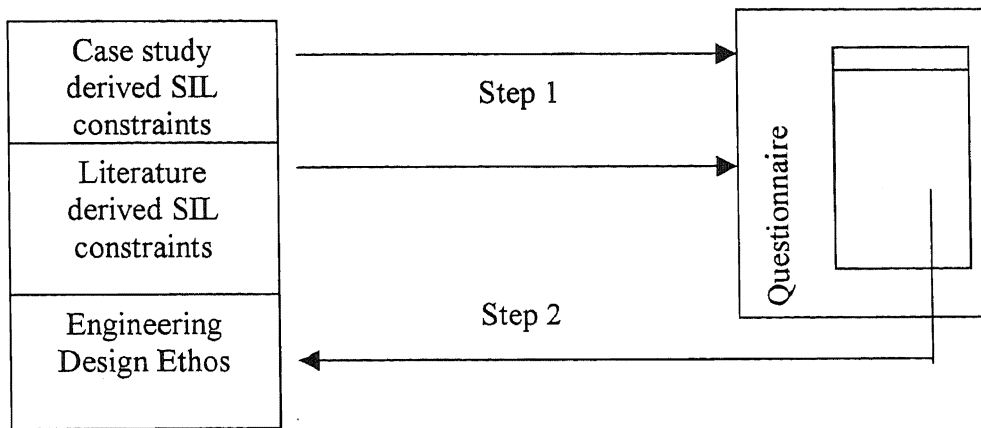 Case study
derived SIL
constraints
Step 1
Literature
derived SIL
constraints
Questionnaire
Engineering
Design Ethos
Step 2